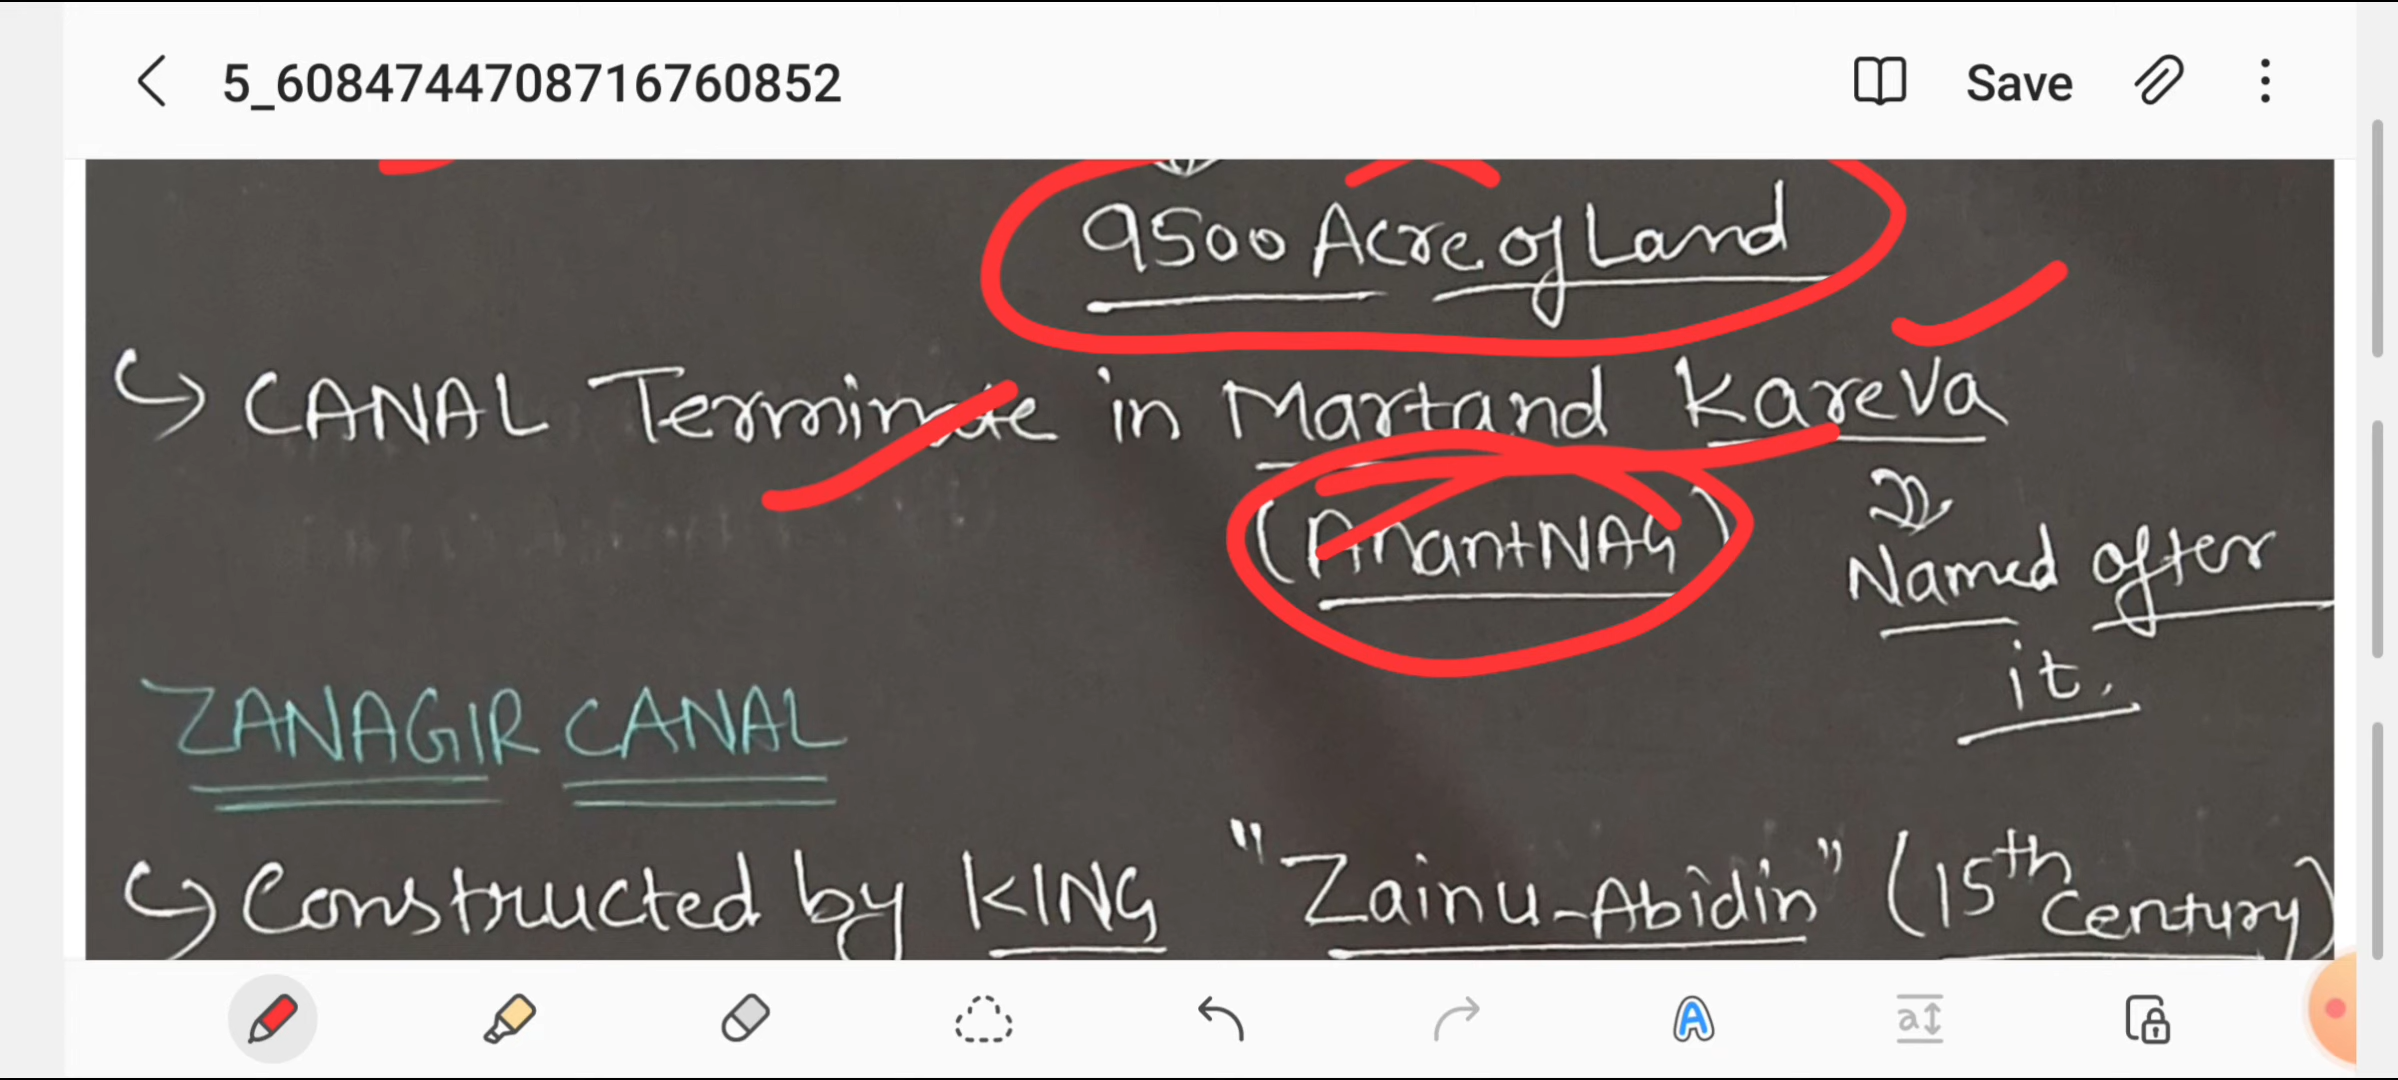 5_6084744708716760852
Save
9500 Acre of Land
CANAL Terminate in Martand Kareva
(AnantNAG)
Named after
it.
ZANAGIR CANAL
Constructed by KING "Zainu-Abidin" (15th Century)
A
a